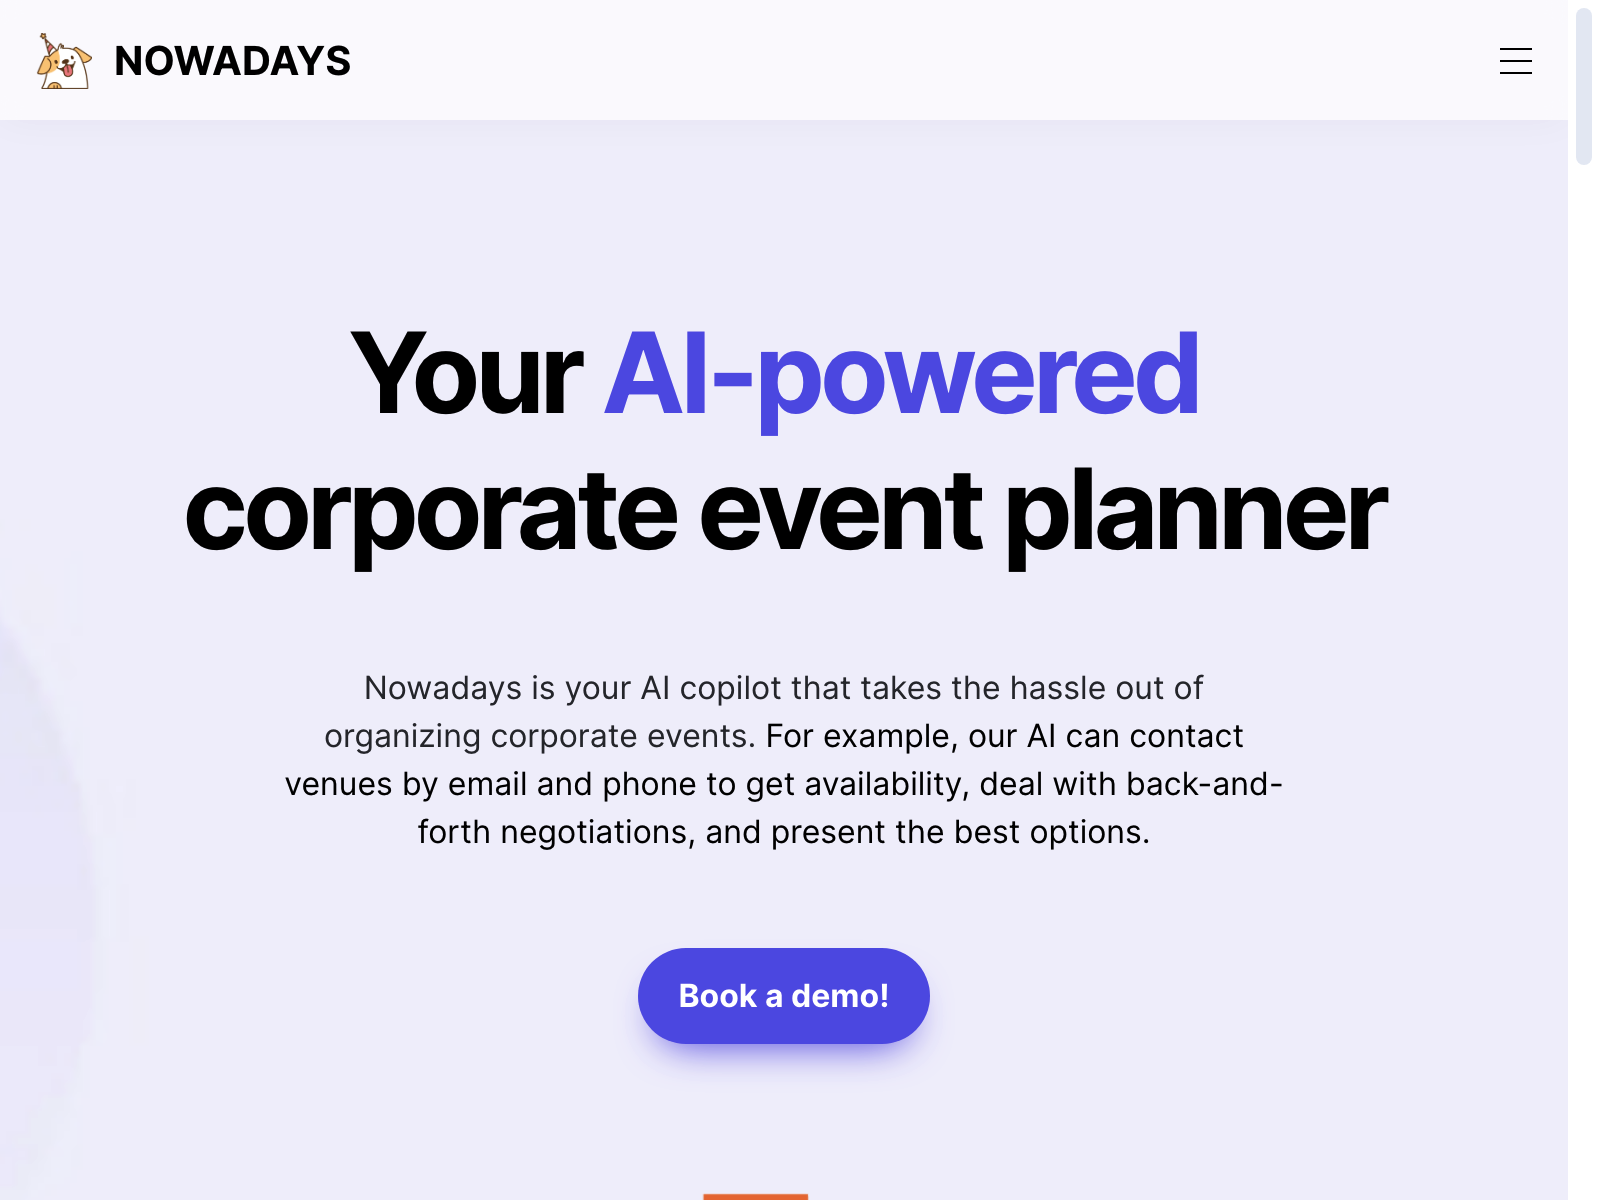 NOWADAYS
Your AI-powered
corporate event planner
Nowadays is your AI copilot that takes the hassle out of
organizing corporate events. For example, our AI can contact
venues by email and phone to get availability, deal with back-and-
forth negotiations, and present the best options.
Book a demo!